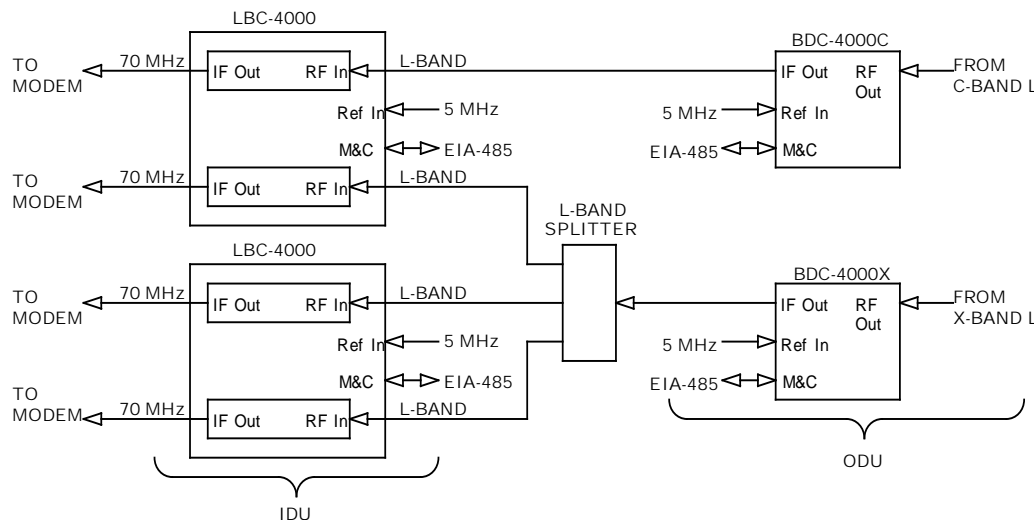 LBC-4000
TO
MODEM
70 MHz
IF Out
RF In
L-BAND
Ref In
5 MHz
M&C
EIA-485
TO
MODEM
70 MHz
IF Out
RF In
L-BAND
BDC-4000C
IF Out
RF
Out
FROM
C-BAND L
5 MHz
Ref In
EIA-485
M&C
L-BAND
SPLITTER
LBC-4000
TO
MODEM
70 MHz
IF Out
RF In
L-BAND
Ref In
5 MHz
M&C
EIA-485
TO
MODEM
70 MHz
IF Out
RF In
L-BAND
BDC-4000X
IF Out
RF
Out
FROM
X-BAND L
5 MHz
Ref In
EIA-485
M&C
IDU
ODU